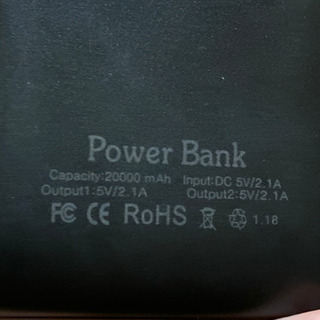 Power Bank
Capacity:20000 mAh Input:DC 5V/2.1A
Output1:5V/2.1A Output2:5V/2.1A
FC CE RoHS 1.18